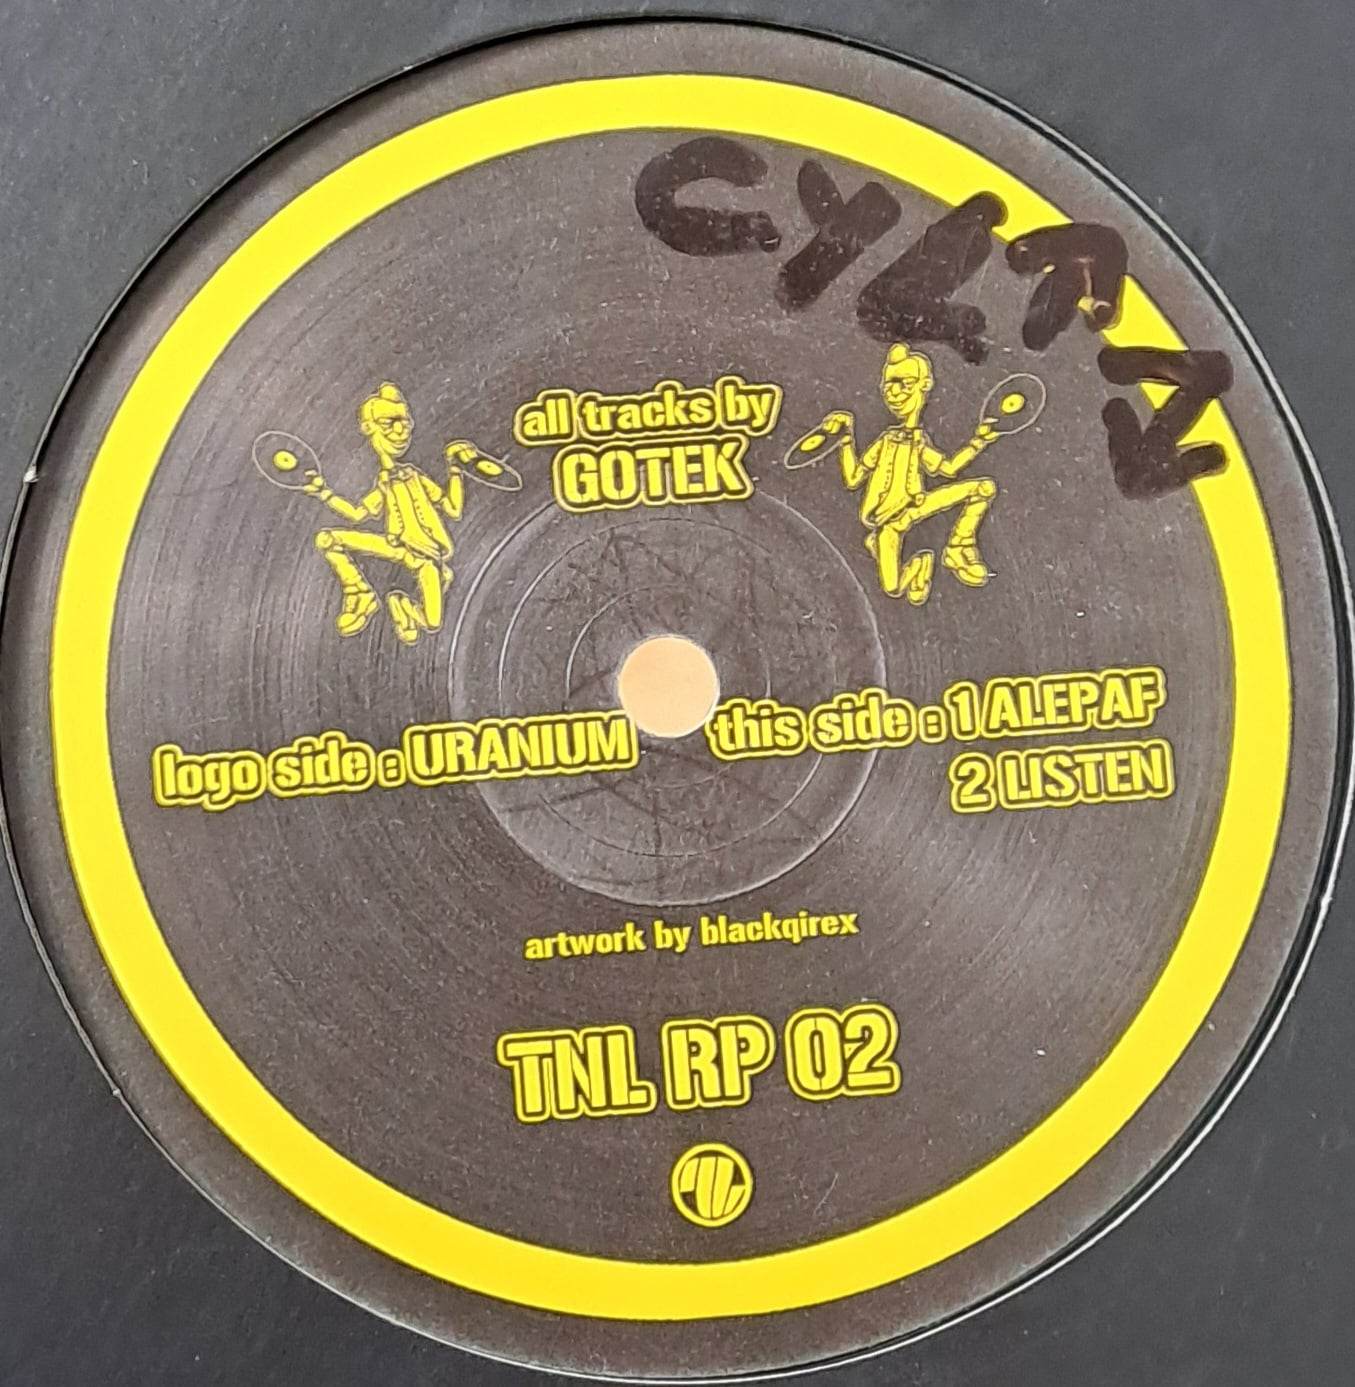 all tracks by
GOTEK
logo side : URANIUM
this side : 1 ALEPAF
2 LISTEN
artwork by blackqirex
TNL RP 02